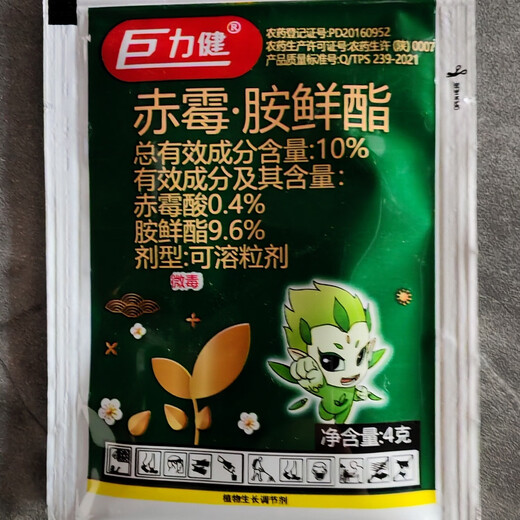 巨力健®
农药登记证号:PD20160952
农药生产许可证号:农药生许 (陕) 0007
产品质量标准号:Q/TPS 239-2021
赤霉·胺鲜酯
总有效成分含量:10%
有效成分及其含量:
赤霉酸0.4%
胺鲜酯9.6%
剂型:可溶粒剂
微毒
净含量:4克
植物生长调节剂